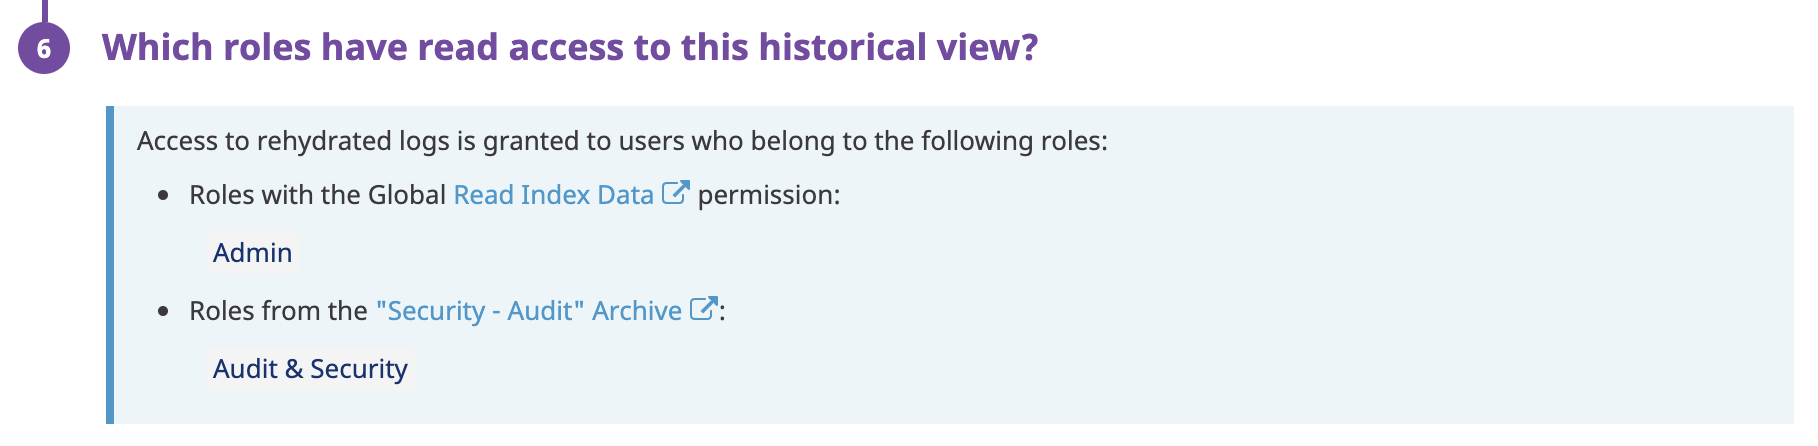 6 Which roles have read access to this historical view?
Access to rehydrated logs is granted to users who belong to the following roles:
• Roles with the Global Read Index Data permission:
Admin
• Roles from the "Security - Audit" Archive :
Audit & Security